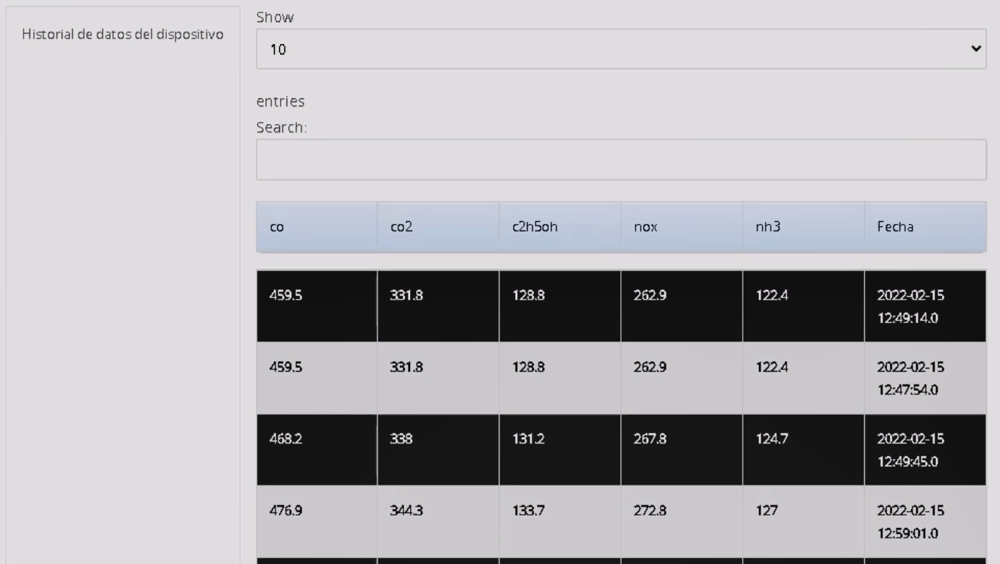 Historial de datos del dispositivo
Show
10
entries
Search:
co co2 c2h5oh nox nh3 Fecha
459.5 331.8 128.8 262.9 122.4 2022-02-15
12:49:14.0
459.5 331.8 128.8 262.9 122.4 2022-02-15
12:47:54.0
468.2 338 131.2 267.8 124.7 2022-02-15
12:49:45.0
476.9 344.3 133.7 272.8 127 2022-02-15
12:59:01.0